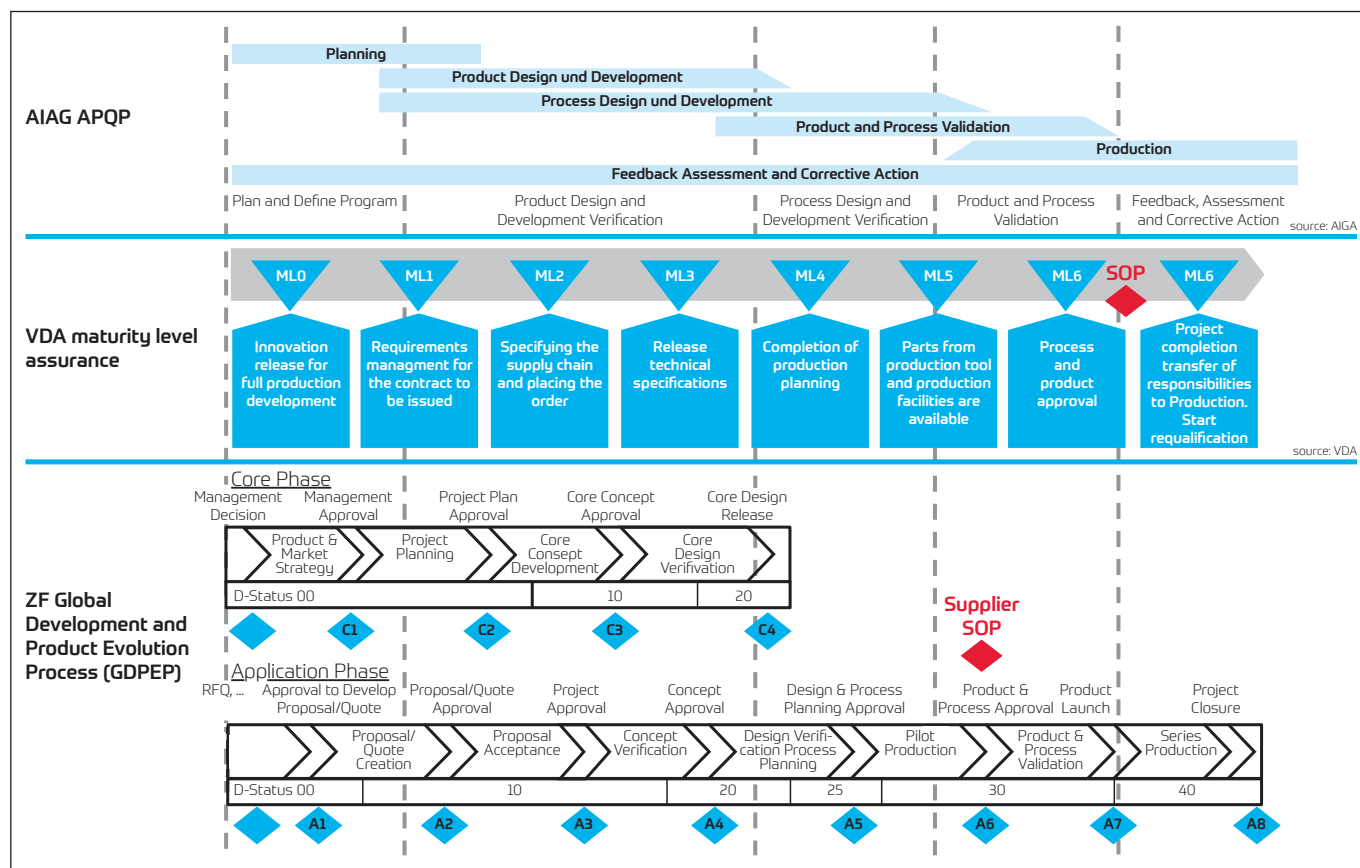 Planning
Product Design und Development
Process Design und Development
AIAG APQP
Product and Process Validation
Production
Feedback Assessment and Corrective Action
Plan and Define Program
Product Design and
Development Verification
Process Design and
Development Verification
Product and Process
Validation
Feedback, Assessment
and Corrective Action
source: AIGA
ML0
ML1
ML2
ML3
ML4
ML5
ML6
SOP
ML6
VDA maturity level
assurance
Innovation
release for
full production
development
Requirements
managment for
the contract to
be issued
Specifying the
supply chain
and placing the
order
Release
technical
specifications
Completion of
production
planning
Parts from
production tool
and production
facilities are
available
Process
and
product
approval
Project
completion
transfer of
responsibilities
to Production.
Start
requalification
source: VDA
ZF Global
Development and
Product Evolution
Process (GDPEP)
Core Phase
Management
Decision
Management
Approval
Project Plan
Approval
Core Concept
Approval
Core Design
Release
Product &
Market
Strategy
Project
Planning
Core
Consept
Development
Core
Design
Verifivation
D-Status 00
10
20
C1
C2
C3
C4
Supplier
SOP
Application Phase
RFQ, ...
Approval to Develop
Proposal/Quote
Proposal/Quote
Approval
Project
Approval
Concept
Approval
Design & Process
Planning Approval
Product &
Process Approval
Product
Launch
Project
Closure
Proposal/
Quote
Creation
Proposal
Acceptance
Concept
Verification
Design Verifi-
cation Process
Planning
Pilot
Production
Product &
Process
Validation
Series
Production
D-Status 00
10
20
25
30
40
A1
A2
A3
A4
A5
A6
A7
A8